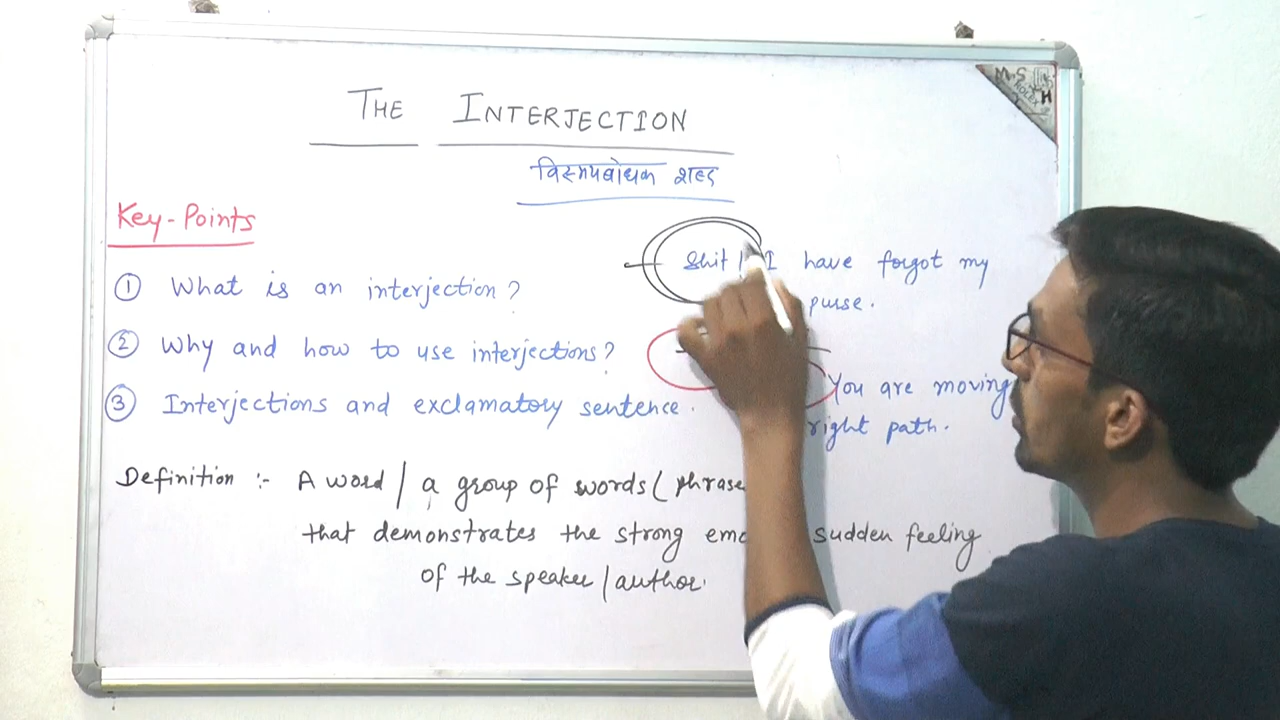 THE INTERJECTION
विस्मयबोधक शब्द
Key-Points
① What is an interjection?
② Why and how to use interjections?
③ Interjections and exclamatory sentence.
Shit! I have forgot my
purse.
You are moving
right path.
Definition :- A word / a group of words (phrase
that demonstrates the strong sudden feeling
of the speaker / author.